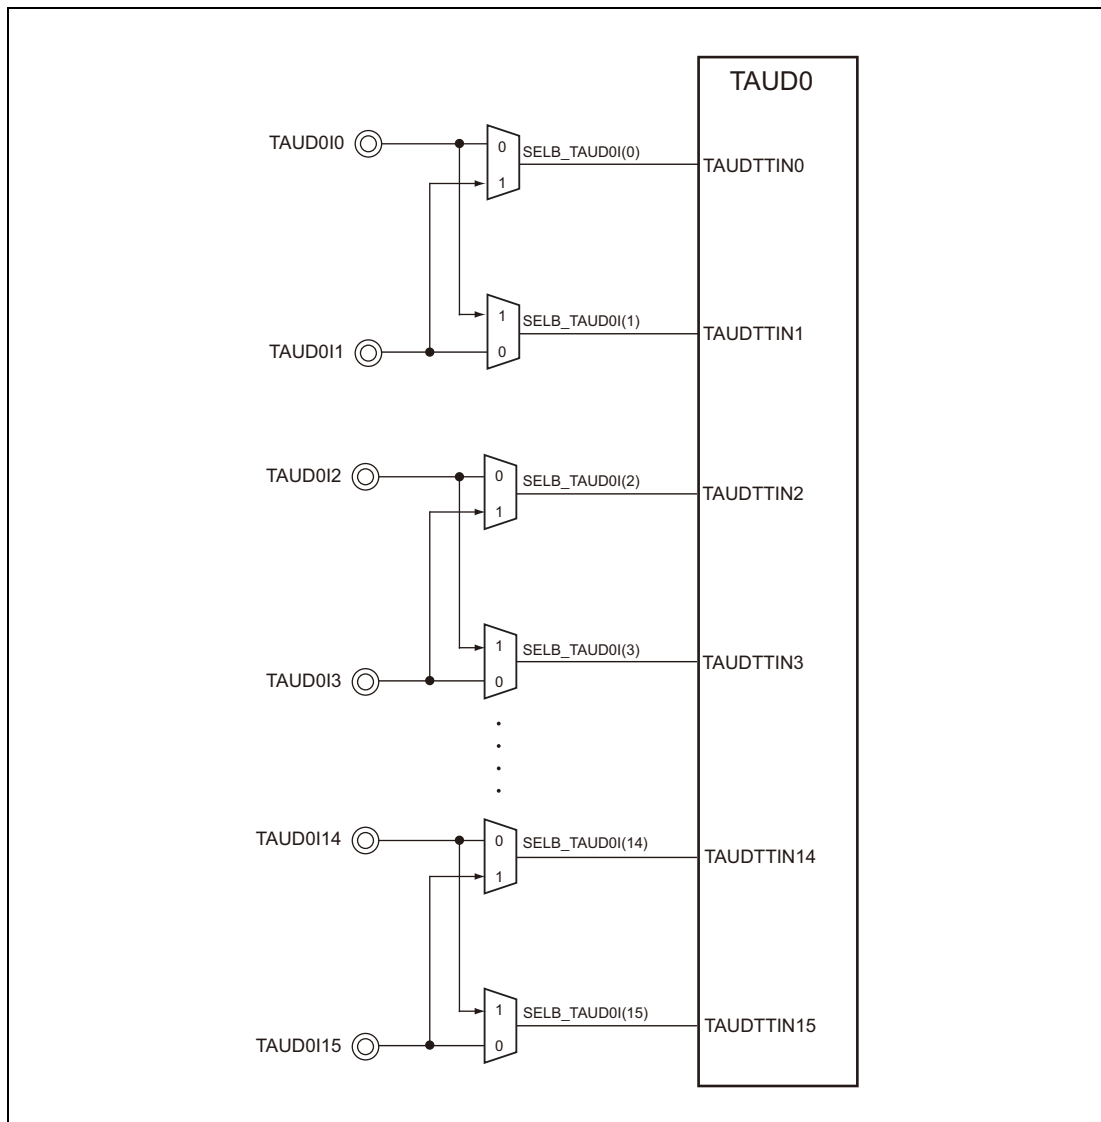 TAUD0
TAUD0I0
0
SELB_TAUD0I(0)
TAUDTTIN0
1
1
SELB_TAUD0I(1)
TAUDTTIN1
TAUD0I1
0
TAUD0I2
0
SELB_TAUD0I(2)
TAUDTTIN2
1
1
SELB_TAUD0I(3)
TAUDTTIN3
TAUD0I3
0
TAUD0I14
0
SELB_TAUD0I(14)
TAUDTTIN14
1
1
SELB_TAUD0I(15)
TAUDTTIN15
TAUD0I15
0